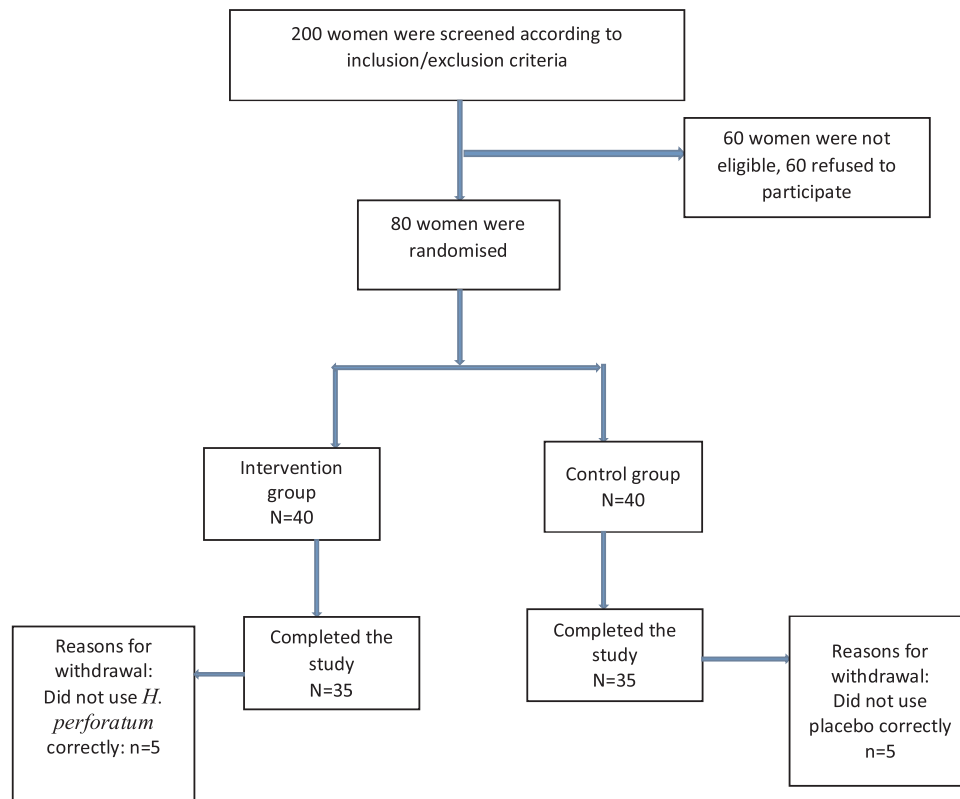 200 women were screened according to
inclusion/exclusion criteria
60 women were not
eligible, 60 refused to
participate
80 women were
randomised
Intervention
group
N=40
Control group
N=40
Completed the
study
N=35
Completed the
study
N=35
Reasons for
withdrawal:
Did not use H.
perforatum
correctly: n=5
Reasons for
withdrawal:
Did not use
placebo correctly
n=5